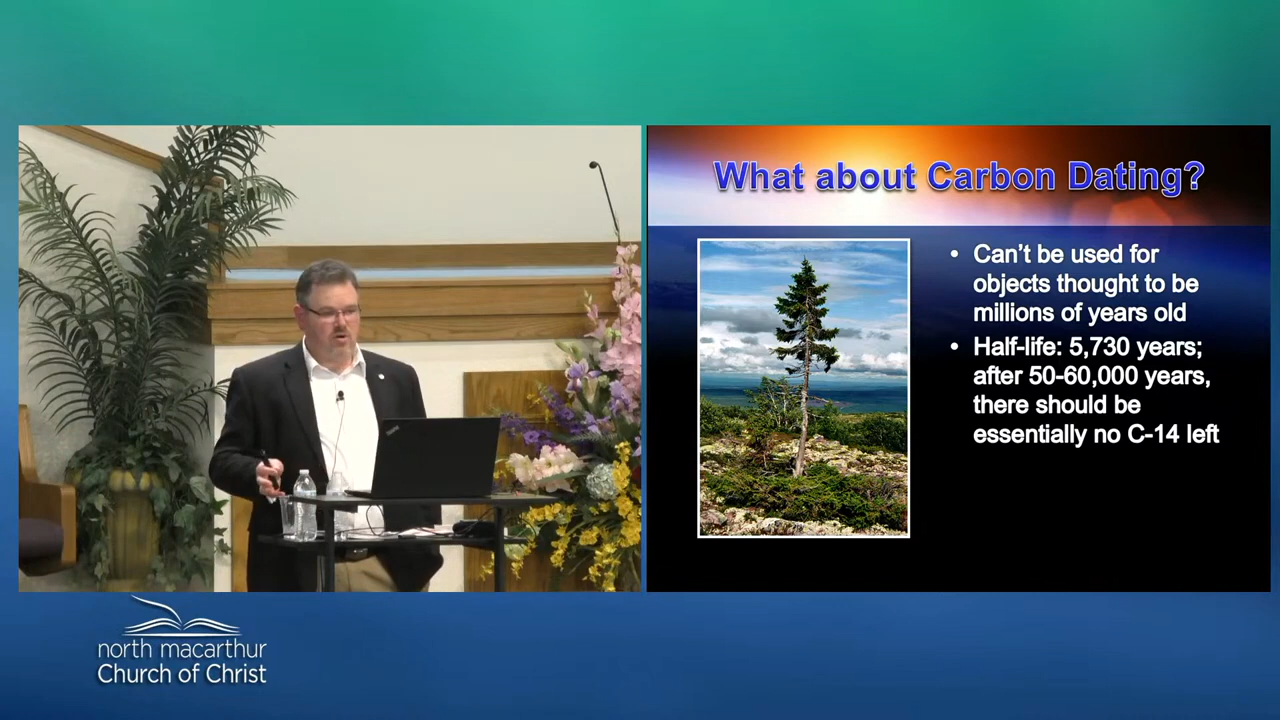 What about Carbon Dating?
• Can't be used for
objects thought to be
millions of years old
• Half-life: 5,730 years;
after 50-60,000 years,
there should be
essentially no C-14 left
north macarthur
Church of Christ